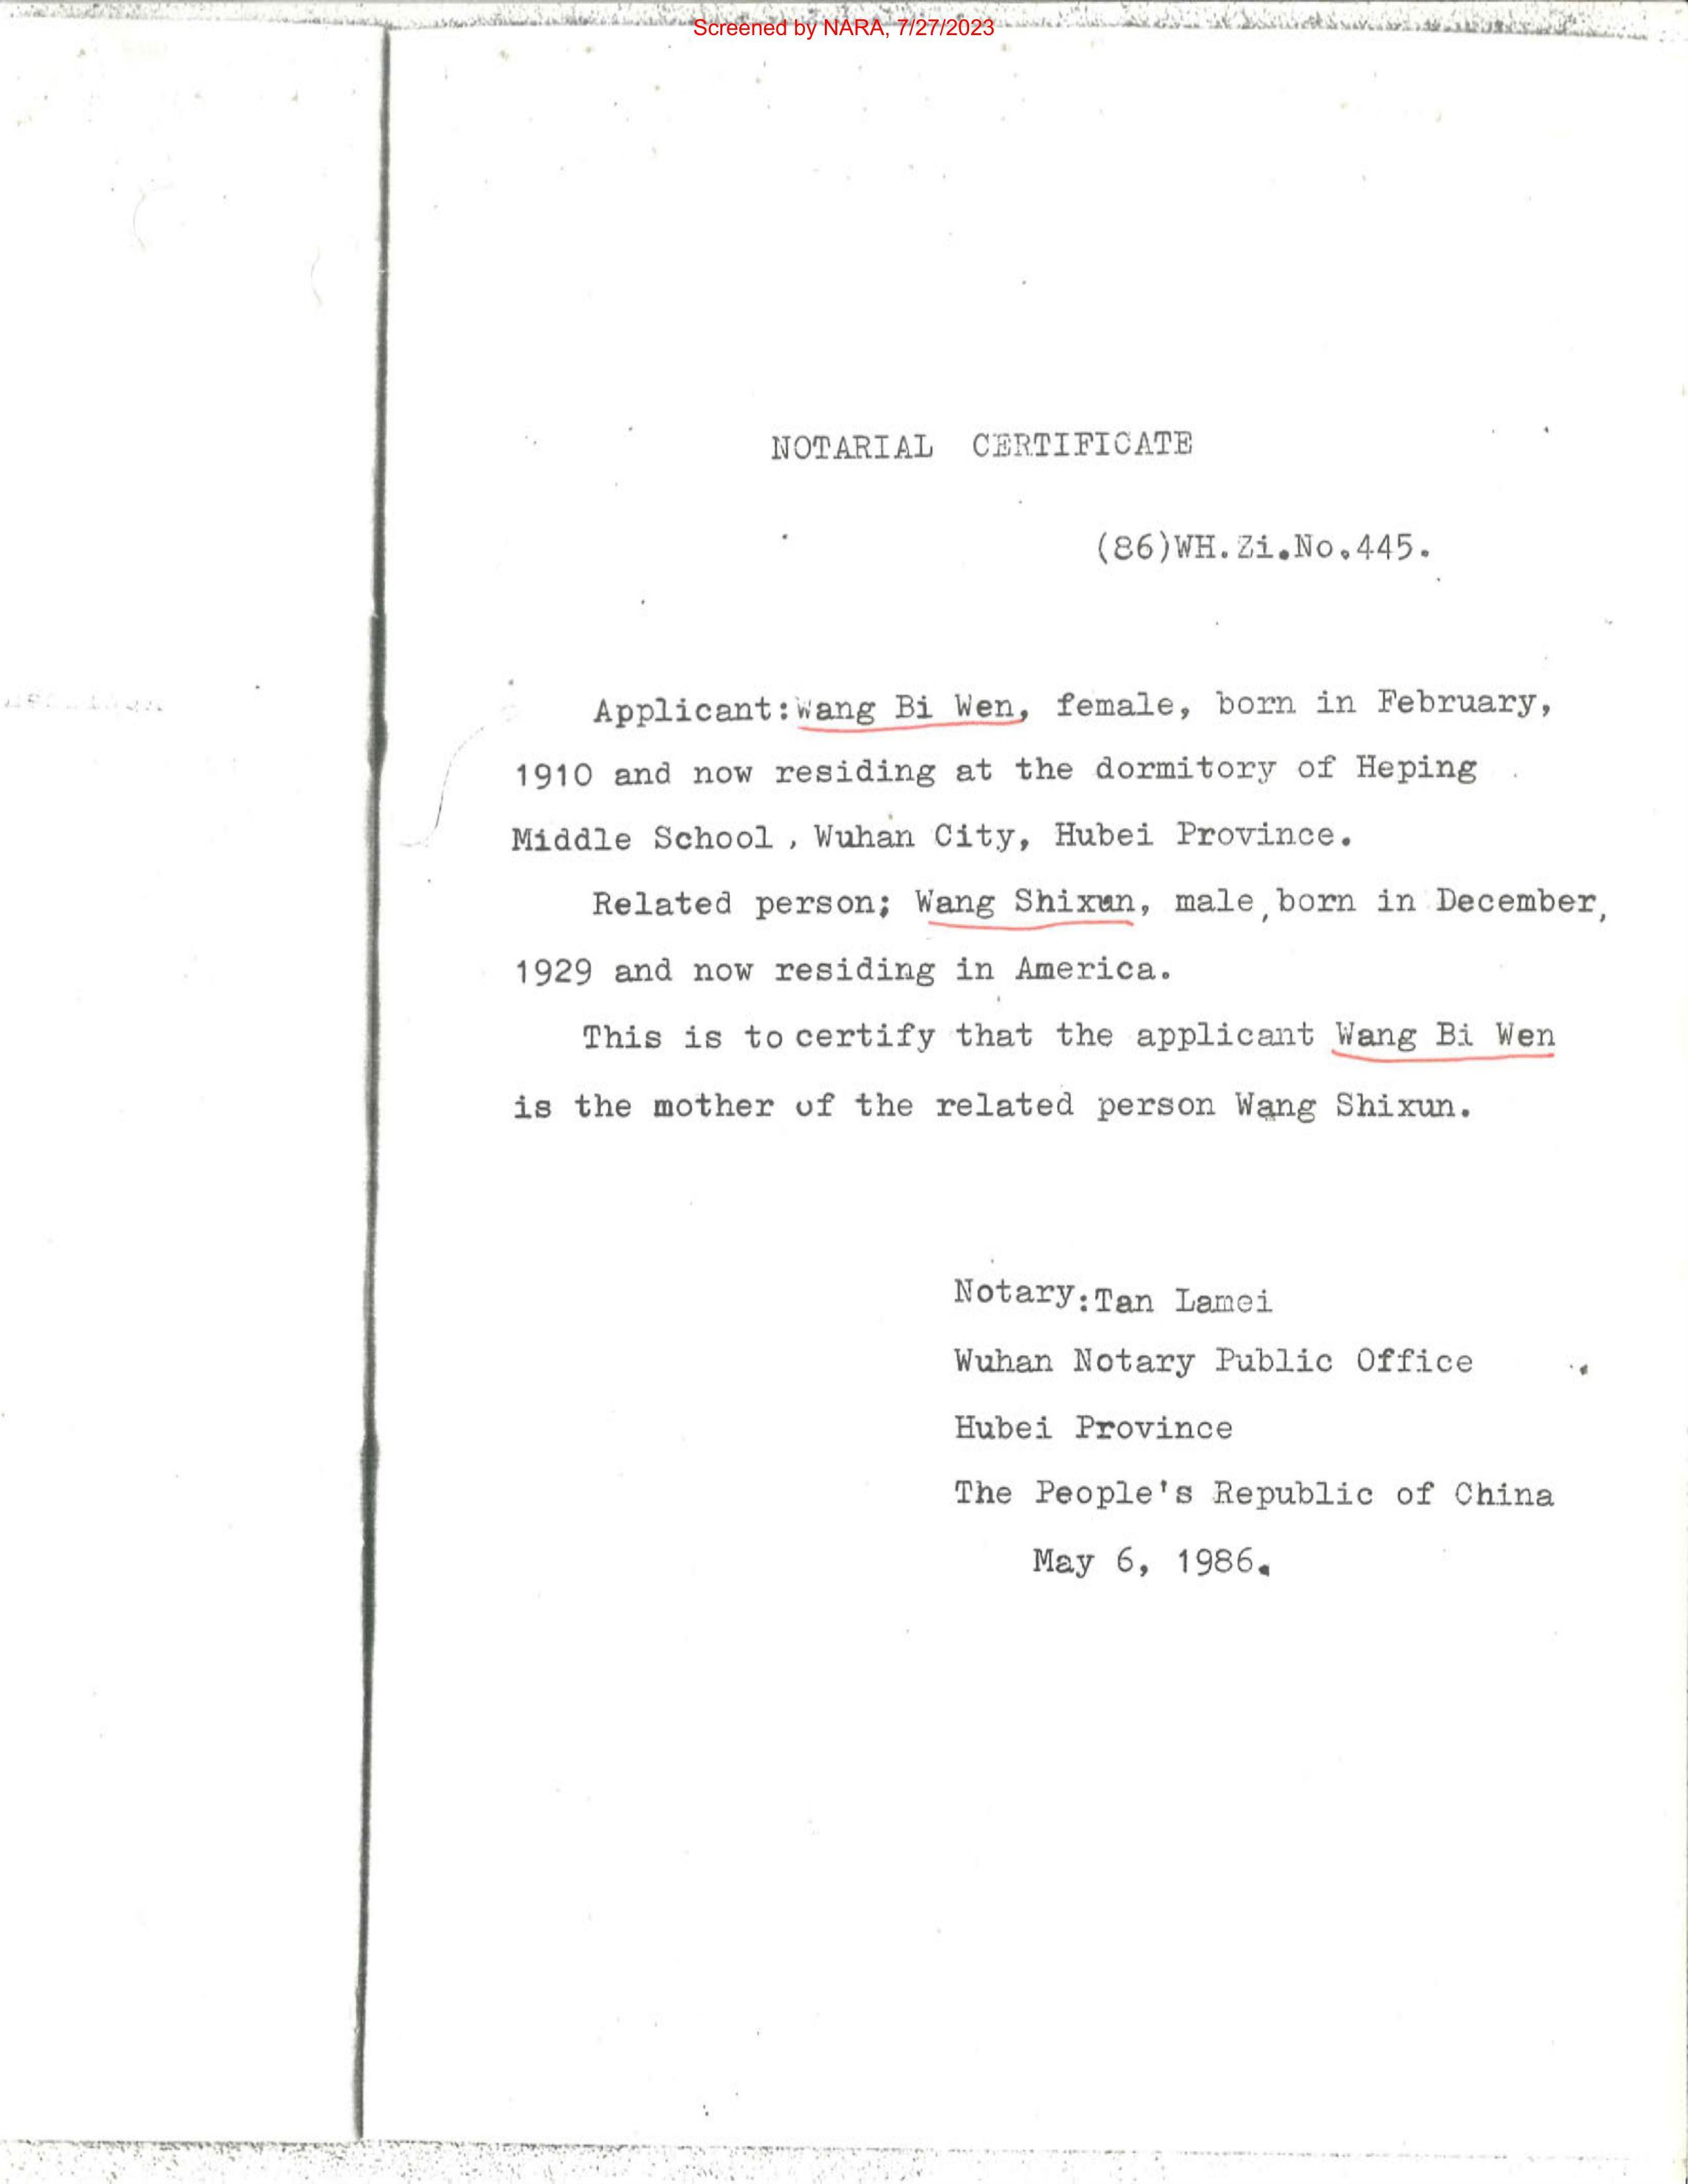 Screened by NARA, 7/27/2023
NOTARIAL CERTIFICATE
(86)WH.Zi.No.445.
Applicant:Wang Bi Wen, female, born in February,
1910 and now residing at the dormitory of Heping
Middle School, Wuhan City, Hubei Province.
Related person; Wang Shixun, male,born in December,
1929 and now residing in America.
This is to certify that the applicant Wang Bi Wen
is the mother of the related person Wang Shixun.
Notary:Tan Lamei
Wuhan Notary Public Office
Hubei Province
The People's Republic of China
May 6, 1986.